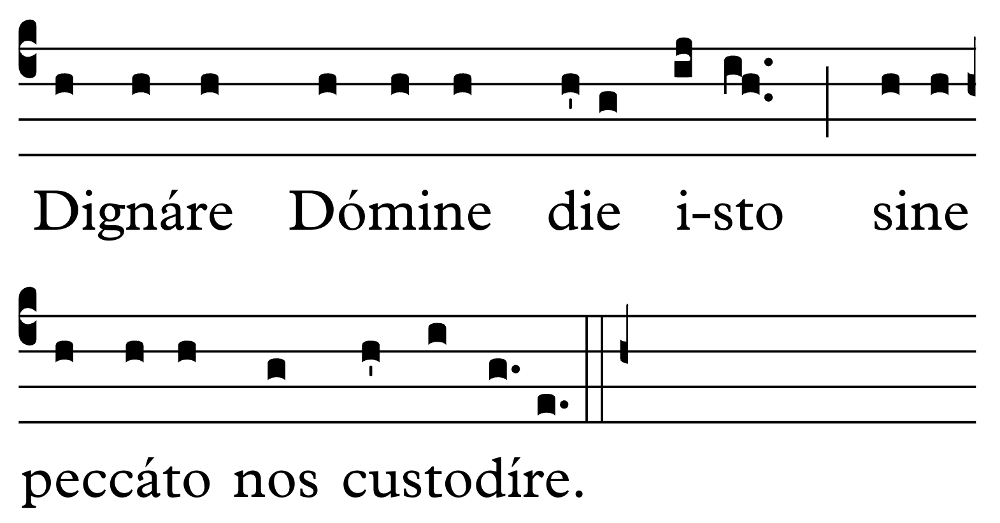 Dignáre Dómine die i-sto sine
peccáto nos custodíre.